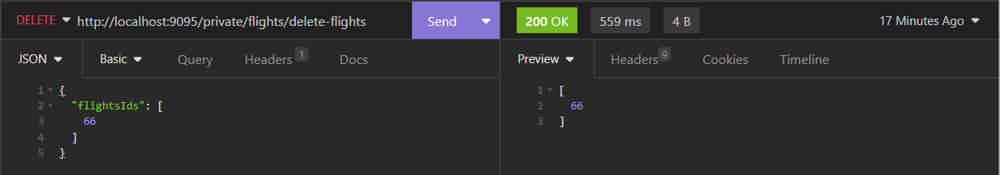 DELETE http://localhost:9095/private/flights/delete-flights Send 200 OK 559 ms 4 B 17 Minutes Ago
JSON Basic Query Headers 1 Docs Preview Headers 9 Cookies Timeline
1 {
2 "flightsIds": [
3 66
4 ]
5 }
1 [
2 66
3 ]